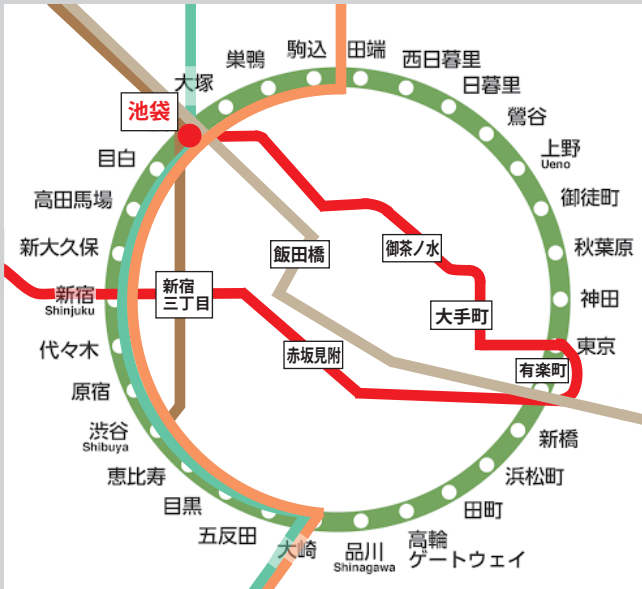 巣鴨
駒込
田端
西日暮里
大塚
日暮里
池袋
鶯谷
目白
上野
Ueno
高田馬場
御徒町
新大久保
飯田橋
御茶ノ水
秋葉原
新宿
Shinjuku
新宿
三丁目
神田
大手町
代々木
赤坂見附
東京
有楽町
原宿
渋谷
Shibuya
新橋
恵比寿
浜松町
目黒
田町
五反田
大崎
品川
Shinagawa
高輪
ゲートウェイ